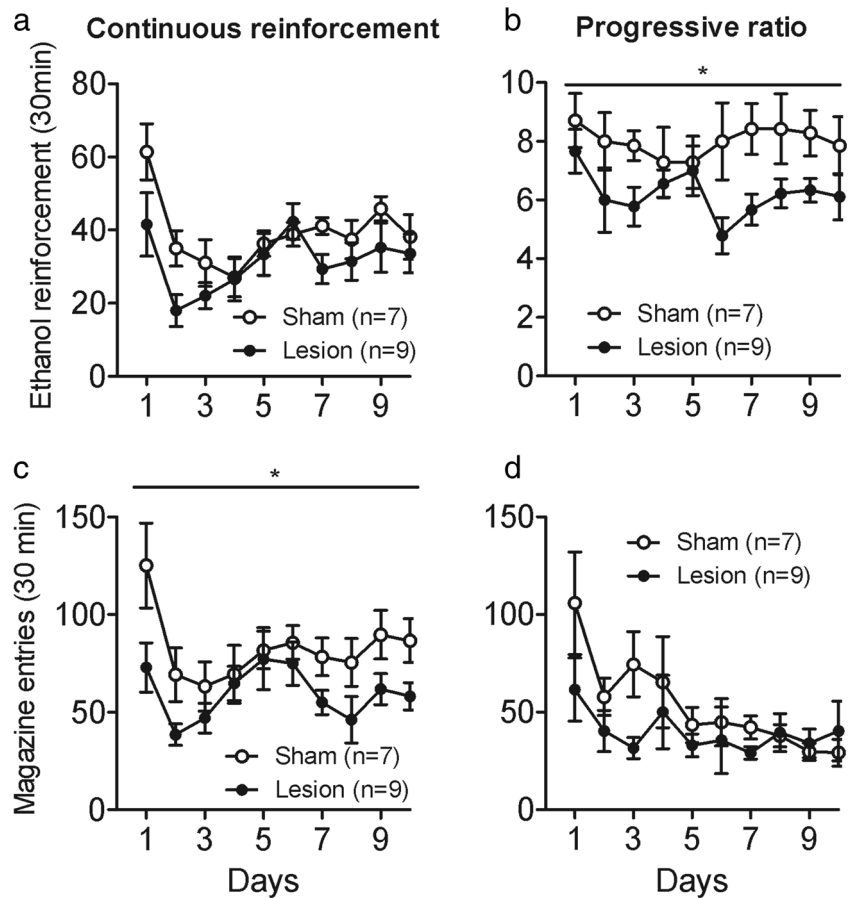 a
Continuous reinforcement
b
Progressive ratio
Ethanol reinforcement (30min)
80
60
40
20
0
1
3
5
7
9
Sham (n=7)
Lesion (n=9)
*
10
8
6
4
2
0
1
3
5
7
9
Sham (n=7)
Lesion (n=9)
c
*
Magazine entries (30 min)
150
100
50
0
1
3
5
7
9
Sham (n=7)
Lesion (n=9)
Days
d
150
100
50
0
1
3
5
7
9
Sham (n=7)
Lesion (n=9)
Days